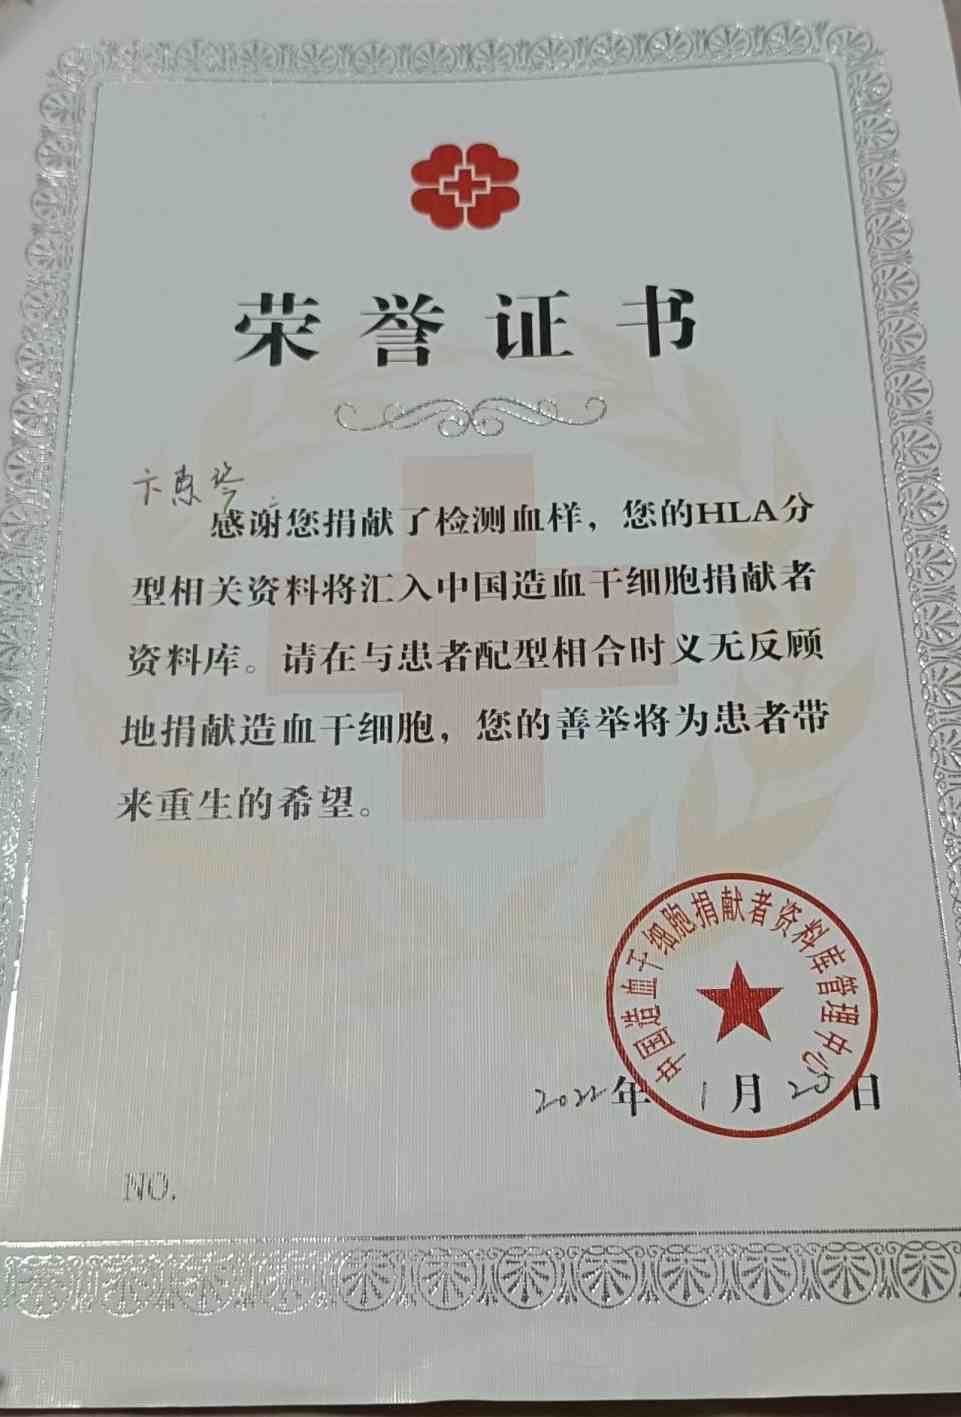 荣誉证书
卞惠琴:
感谢您捐献了检测血样，您的HLA分
型相关资料将汇入中国造血干细胞捐献者
资料库。请在与患者配型相合时义无反顾
地捐献造血干细胞，您的善举将为患者带
来重生的希望。
中国造血干细胞捐献者资料库管理中心
2022年1月20日
NO.